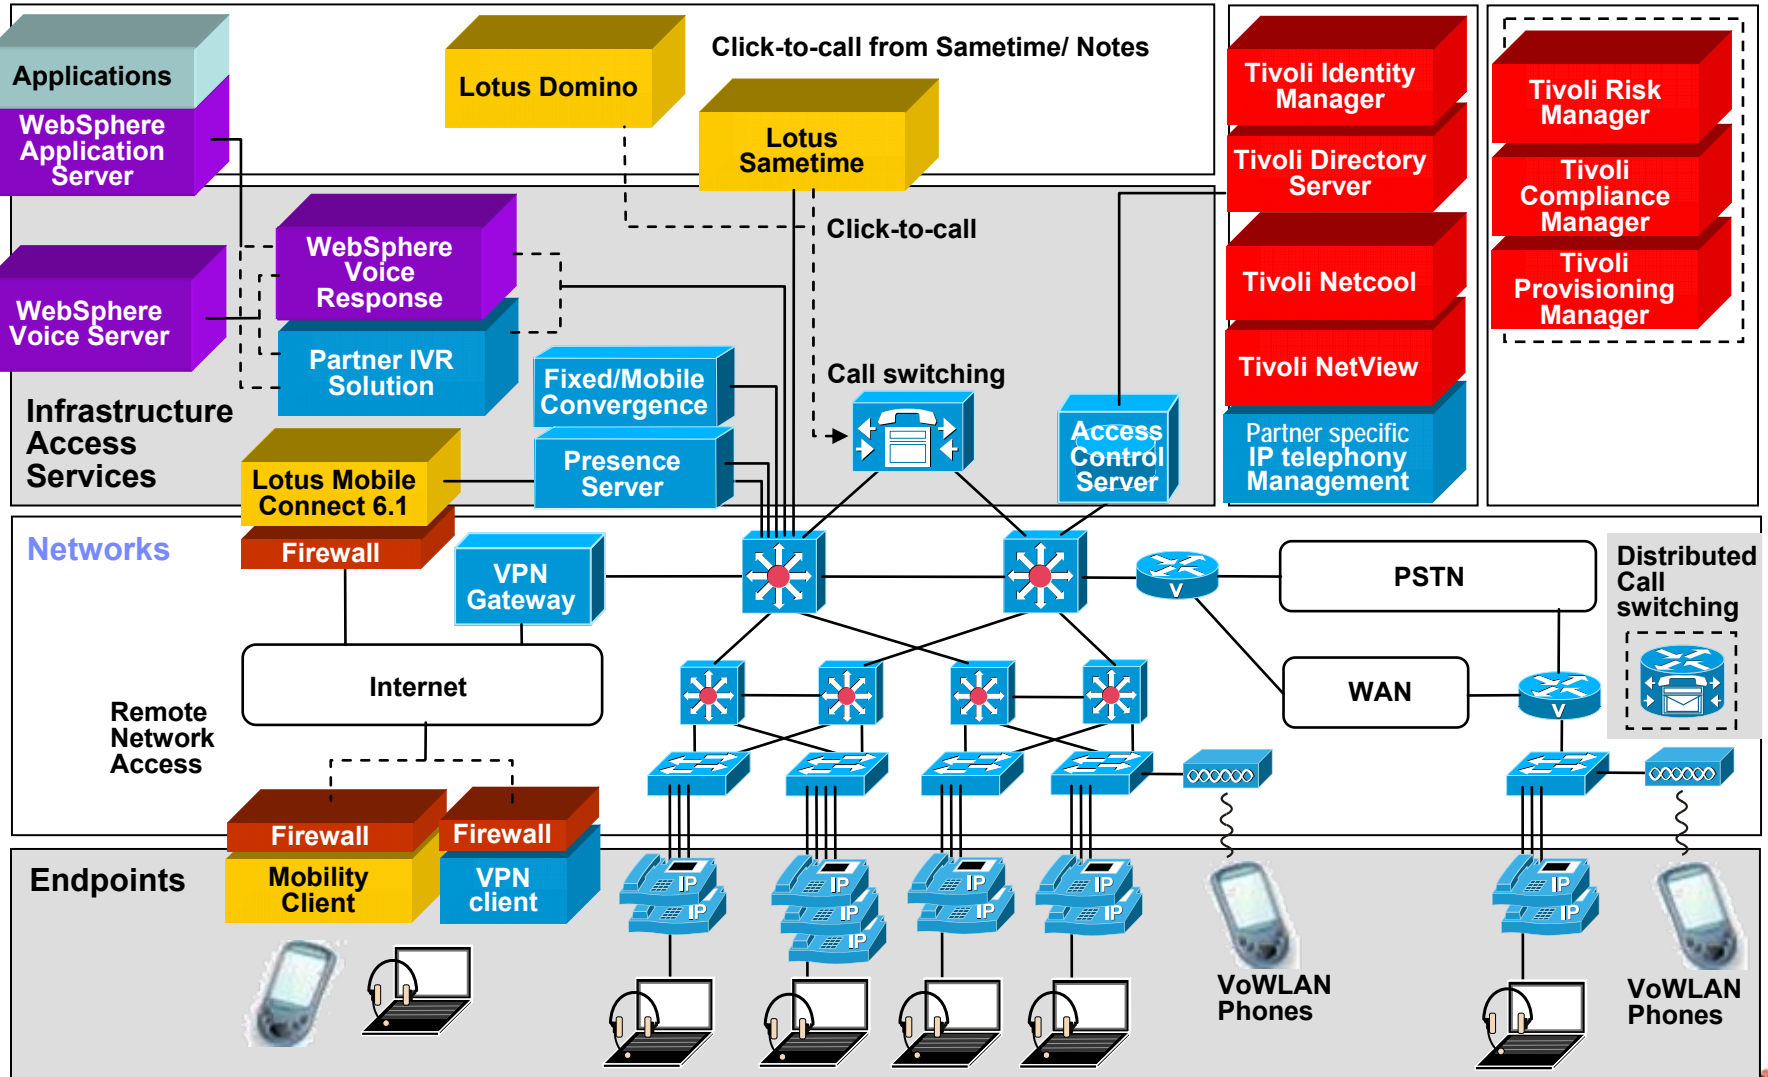 Applications
WebSphere
Application
Server
Lotus Domino
Click-to-call from Sametime/ Notes
Lotus
Sametime
Tivoli Identity
Manager
Tivoli Directory
Server
Tivoli Netcool
Tivoli NetView
Partner specific
IP telephony
Management
Tivoli Risk
Manager
Tivoli
Compliance
Manager
Tivoli
Provisioning
Manager
WebSphere
Voice Server
WebSphere
Voice
Response
Partner IVR
Solution
Click-to-call
Call switching
Fixed/Mobile
Convergence
Presence
Server
Access
Control
Server
Infrastructure
Access
Services
Lotus Mobile
Connect 6.1
Firewall
Networks
VPN
Gateway
V
PSTN
Distributed
Call
switching
Internet
WAN
V
Remote
Network
Access
Firewall
Mobility
Client
Firewall
VPN
client
Endpoints
IP
IP
IP
IP
IP
IP
IP
IP
IP
IP
IP
VoWLAN
Phones
VoWLAN
Phones